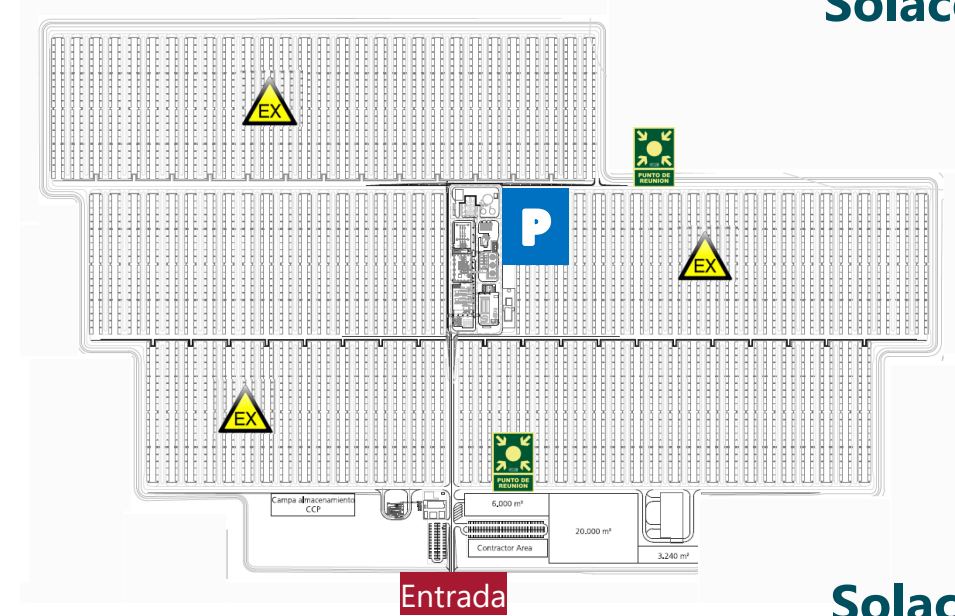 Solac
EX
PUNTO DE
REUNION
P
EX
EX
PUNTO DE
REUNION
Campa almacenamiento
CCP
6,000 m²
20.000 m²
Contractor Area
3.240 m²
Entrada
Solac